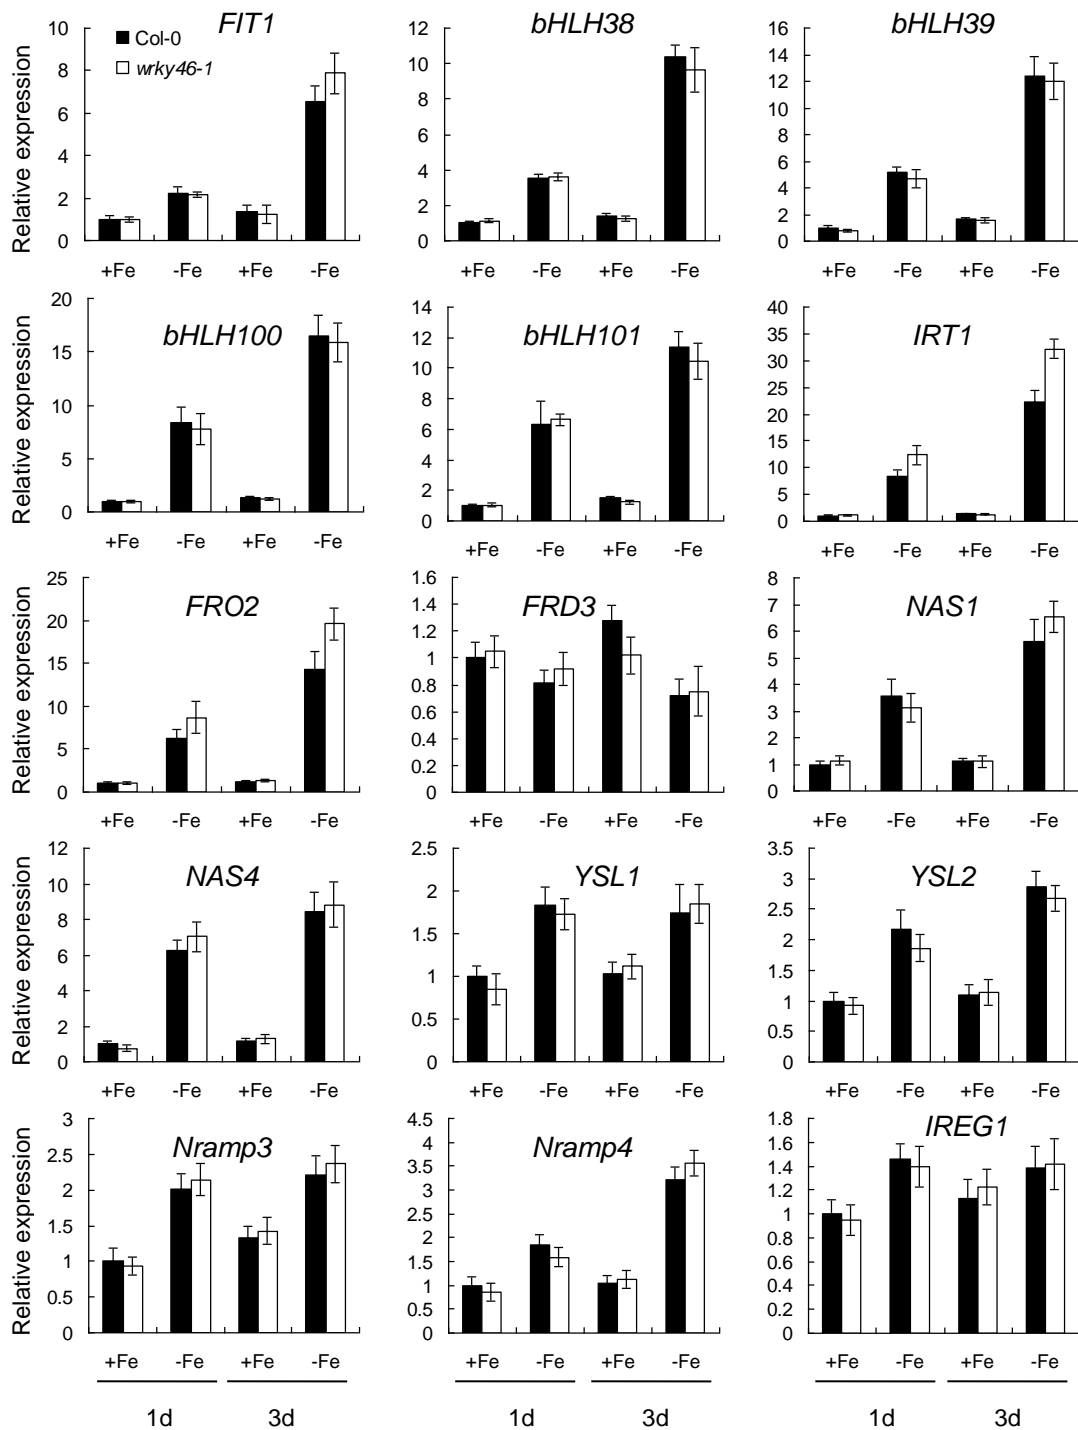 FIT1
Relative expression
10
8
6
4
2
0
Col-0
wrky46-1
+Fe -Fe +Fe -Fe
bHLH38
12
10
8
6
4
2
0
+Fe -Fe +Fe -Fe
bHLH39
16
14
12
10
8
6
4
2
0
+Fe -Fe +Fe -Fe
bHLH100
Relative expression
20
15
10
5
0
+Fe -Fe +Fe -Fe
bHLH101
14
12
10
8
6
4
2
0
+Fe -Fe +Fe -Fe
IRT1
40
35
30
25
20
15
10
5
0
+Fe -Fe +Fe -Fe
FRO2
Relative expression
25
20
15
10
5
0
+Fe -Fe +Fe -Fe
FRD3
1.6
1.4
1.2
1
0.8
0.6
0.4
0.2
0
+Fe -Fe +Fe -Fe
NAS1
8
7
6
5
4
3
2
1
0
+Fe -Fe +Fe -Fe
NAS4
Relative expression
12
10
8
6
4
2
0
+Fe -Fe +Fe -Fe
YSL1
2.5
2
1.5
1
0.5
0
+Fe -Fe +Fe -Fe
YSL2
3.5
3
2.5
2
1.5
1
0.5
0
+Fe -Fe +Fe -Fe
Nramp3
Relative expression
3
2.5
2
1.5
1
0.5
0
+Fe -Fe +Fe -Fe
1d 3d
Nramp4
4.5
4
3.5
3
2.5
2
1.5
1
0.5
0
+Fe -Fe +Fe -Fe
1d 3d
IREG1
1.8
1.6
1.4
1.2
1
0.8
0.6
0.4
0.2
0
+Fe -Fe +Fe -Fe
1d 3d